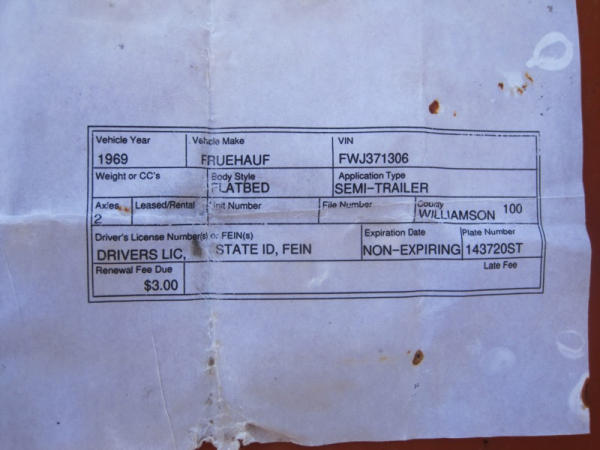 Vehicle Year Vehicle Make VIN
1969 FRUEHAUF FWJ371306
Weight or CC's Body Style Application Type
FLATBED SEMI-TRAILER
Axles Leased/Rental Unit Number File Number County
2 WILLIAMSON 100
Driver's License Number(s) or FEIN(s) Expiration Date Plate Number
DRIVERS LIC, STATE ID, FEIN NON-EXPIRING 143720ST
Renewal Fee Due Late Fee
$3.00